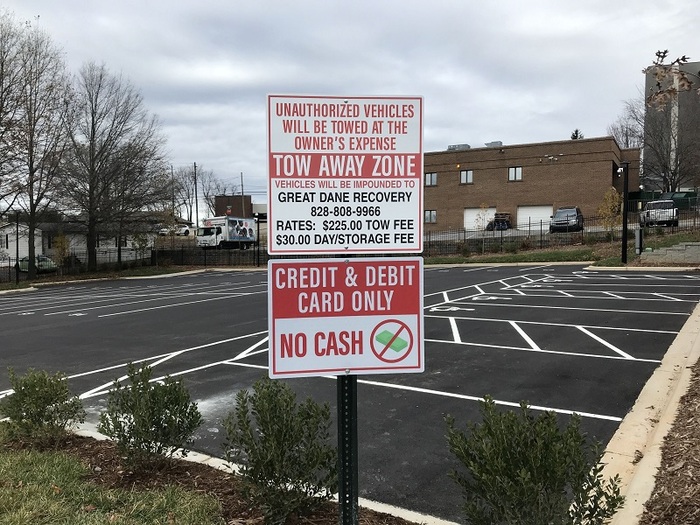 UNAUTHORIZED VEHICLES
WILL BE TOWED AT THE
OWNER'S EXPENSE
TOW AWAY ZONE
VEHICLES WILL BE IMPOUNDED TO
GREAT DANE RECOVERY
828-808-9966
RATES: $225.00 TOW FEE
$30.00 DAY/STORAGE FEE
CREDIT & DEBIT
CARD ONLY
NO CASH